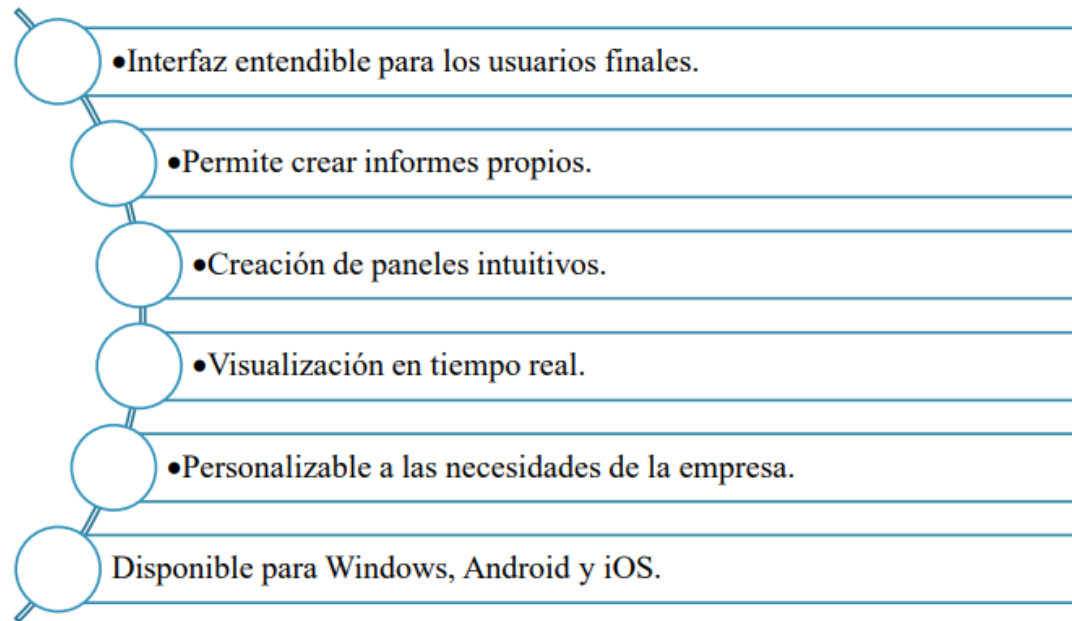 •Interfaz entendible para los usuarios finales.
•Permite crear informes propios.
•Creación de paneles intuitivos.
•Visualización en tiempo real.
•Personalizable a las necesidades de la empresa.
Disponible para Windows, Android y iOS.